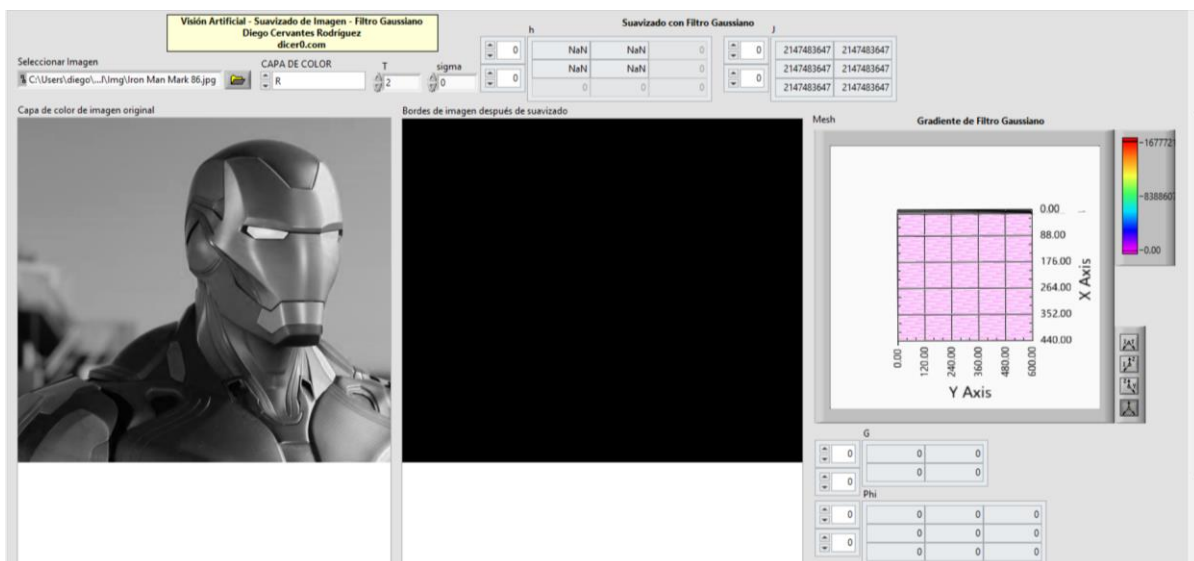 Visión Artificial - Suavizado de Imagen - Filtro Gaussiano
Diego Cervantes Rodríguez
dicer0.com
Suavizado con Filtro Gaussiano
h
J
0
NaN NaN 0
0
2147483647 2147483647
0
NaN NaN 0
0
2147483647 2147483647
0 0 0
2147483647 2147483647
Seleccionar Imagen
CAPA DE COLOR
T
sigma
C:\Users\diego\...I\Img\Iron Man Mark 86.jpg
R
2
0
Capa de color de imagen original
Bordes de imagen después de suavizado
Mesh
Gradiente de Filtro Gaussiano
0.00
88.00
176.00
264.00
352.00
440.00
X Axis
0.00
120.00
240.00
360.00
480.00
600.00
Y Axis
-1677721
-8388607
-0.00
G
0
0 0
0
0 0
Phi
0
0 0 0
0
0 0 0
0 0 0